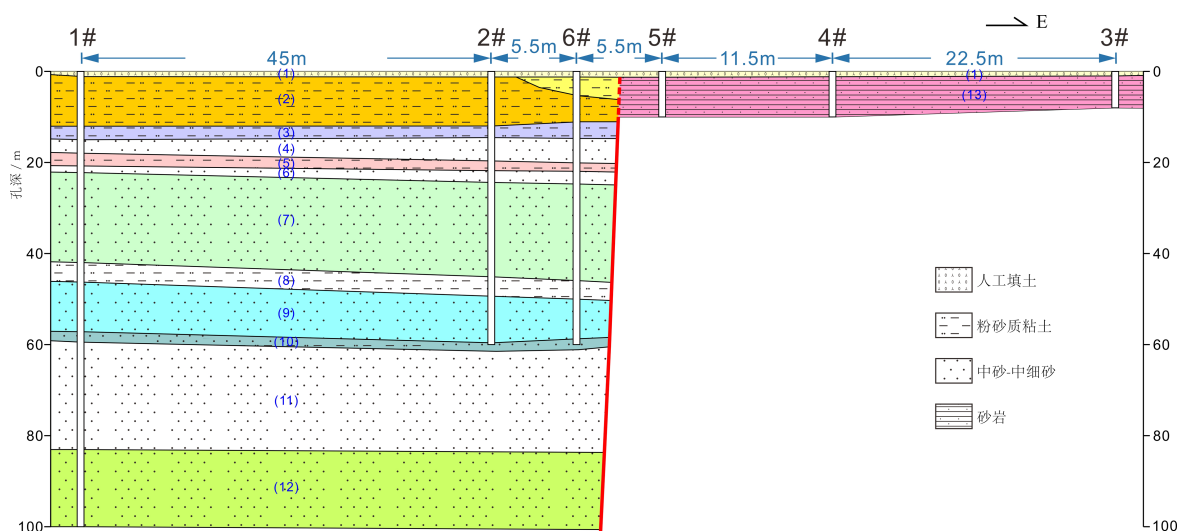 E
1# 2# 6# 5# 4# 3#
45m 5.5m 5.5m 11.5m 22.5m
0 (1) (1) 0
(2) (13)
(3)
(4)
20 (5) 20
(6)
孔深/m
(7)
40 40
(8)
(9)
60 (10) 60
(11)
80 80
(12)
100 100
人工填土
粉砂质粘土
中砂-中细砂
砂岩